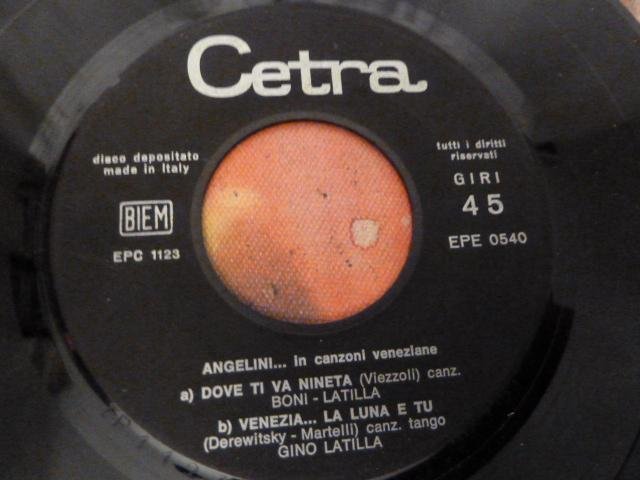 Cetra
disco depositato
made in Italy
BIEM
EPC 1123
tutti i diritti
riservati
GIRI
45
EPE 0540
ANGELINI... in canzoni veneziane
a) DOVE TI VA NINETA (Viezzoli) canz.
BONI - LATILLA
b) VENEZIA... LA LUNA E TU
(Derewitsky - Martelli) canz. tango
GINO LATILLA